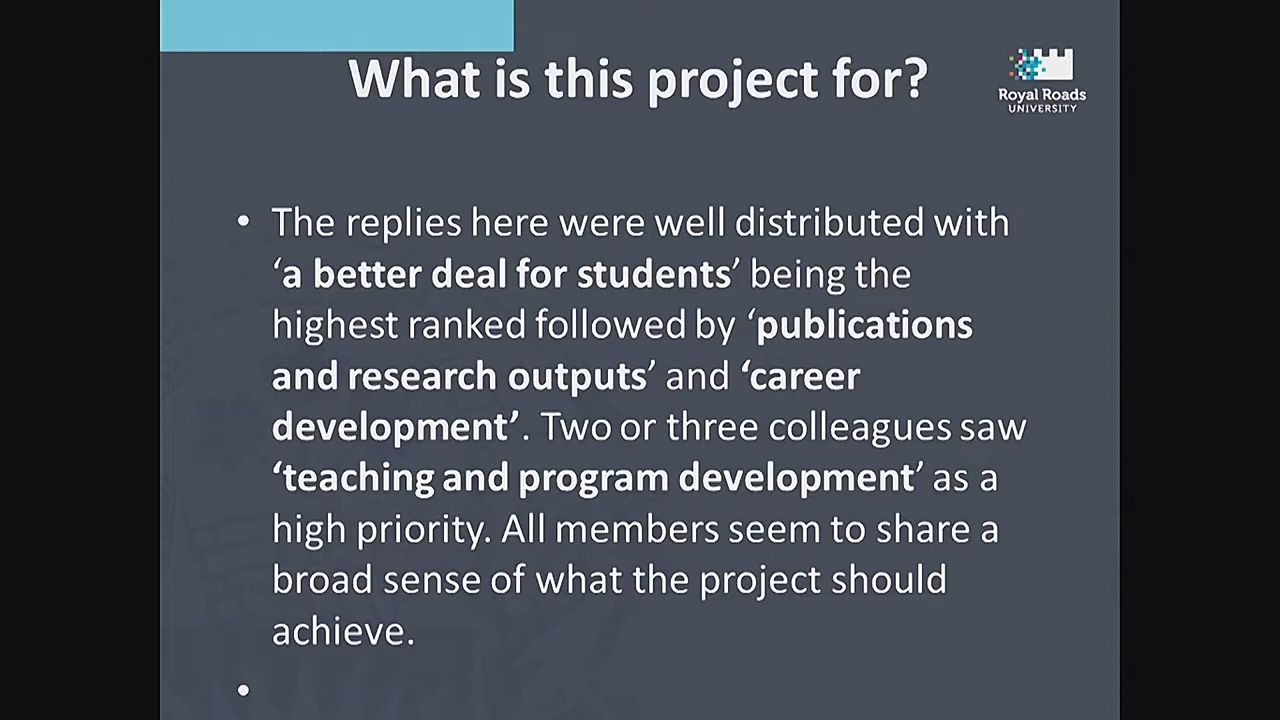 What is this project for?
Royal Roads
UNIVERSITY
• The replies here were well distributed with
‘a better deal for students’ being the
highest ranked followed by ‘publications
and research outputs’ and ‘career
development’. Two or three colleagues saw
‘teaching and program development’ as a
high priority. All members seem to share a
broad sense of what the project should
achieve.
•